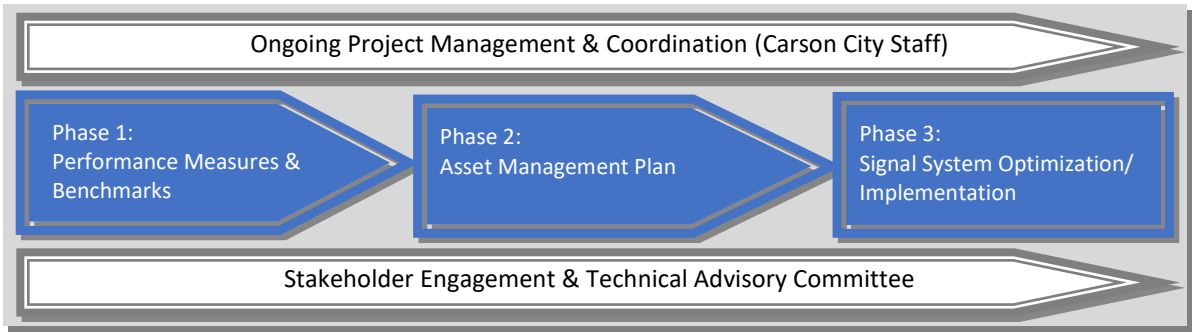 Ongoing Project Management & Coordination (Carson City Staff)
Phase 1:
Performance Measures &
Benchmarks
Phase 2:
Asset Management Plan
Phase 3:
Signal System Optimization/
Implementation
Stakeholder Engagement & Technical Advisory Committee